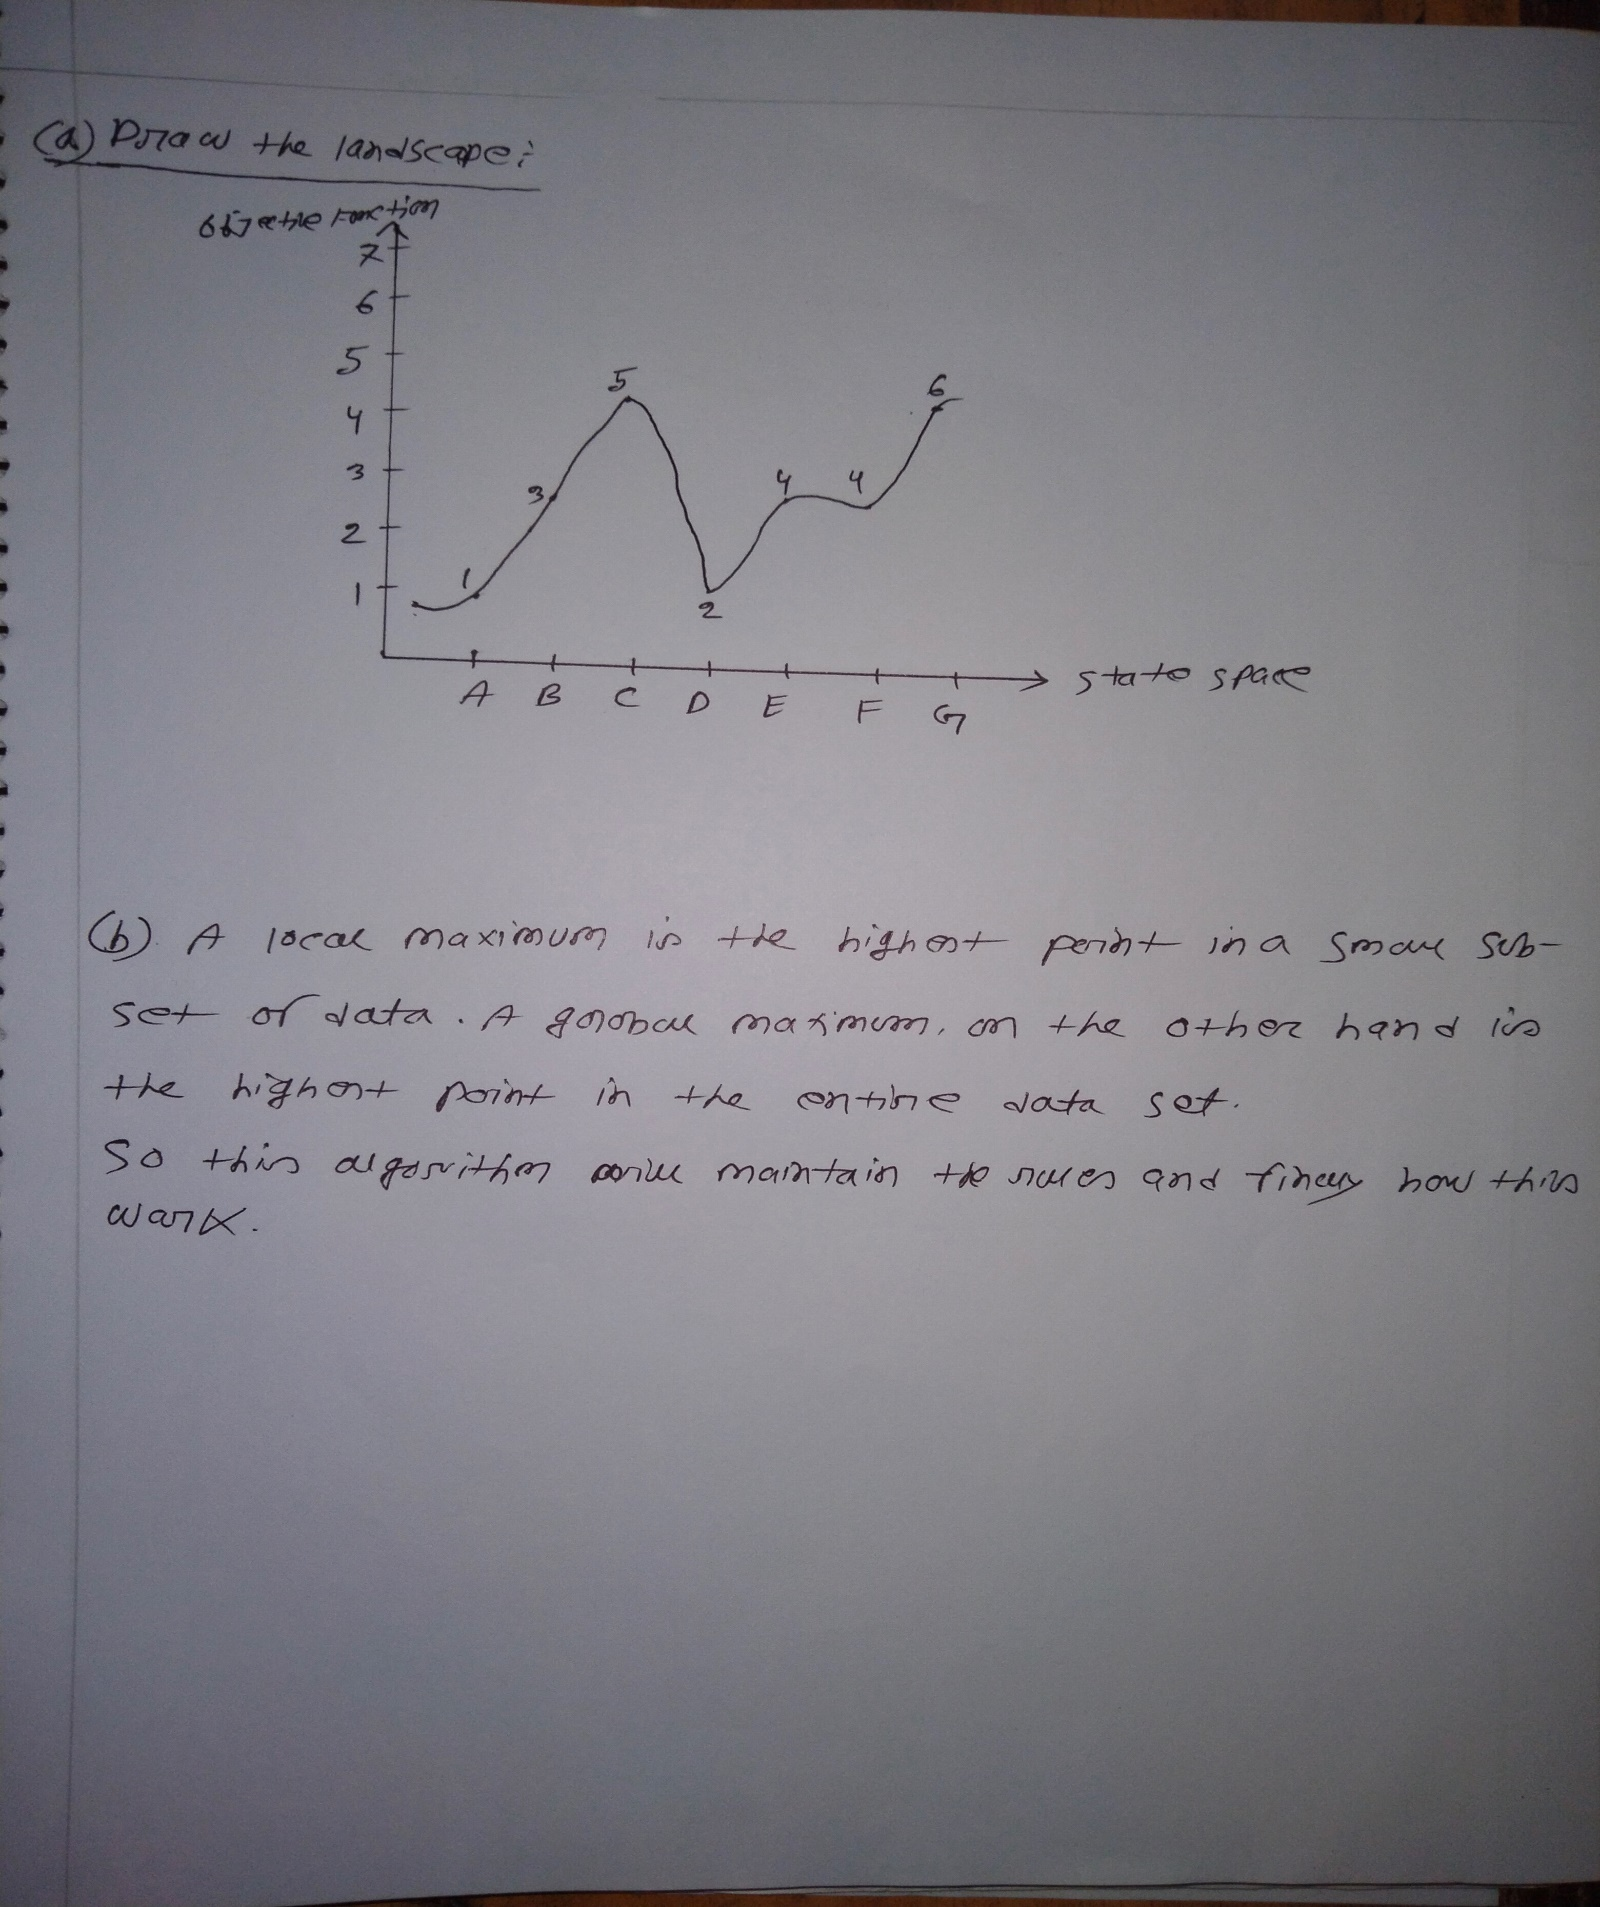 (a) Draw the landscape:
Objective Function
7
6
5
4
3
2
1
1
3
5
2
4
4
6
A B C D E F G
state space
(b) A local maximum is the highest point in a small sub-
set of data. A golobal maximum, on the other hand is
the highest point in the entire data set.
So this algorithm will maintain the rules and finally how this
work.